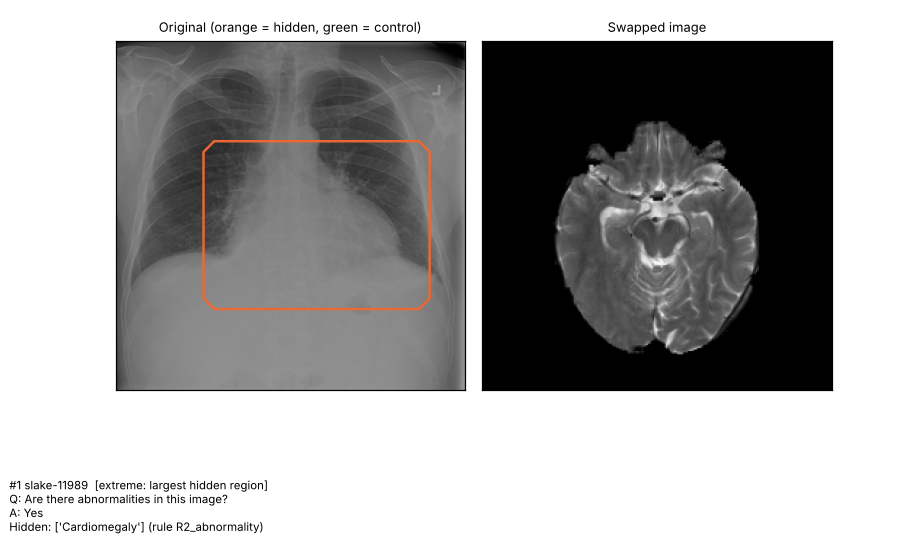 Original (orange = hidden, green = control)
Swapped image
L
#1 slake-11989  [extreme: largest hidden region]
Q: Are there abnormalities in this image?
A: Yes
Hidden: ['Cardiomegaly'] (rule R2_abnormality)